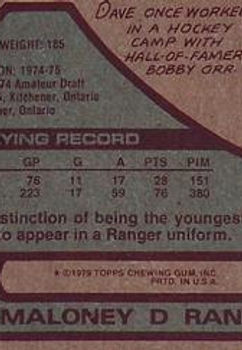 DAVE ONCE WORKED
IN A HOCKEY
CAMP WITH
HALL-OF-FAMER
BOBBY ORR.
WEIGHT: 185
ON: 1974-75
74 Amateur Draft
, Kitchener, Ontario
, Ontario
YING RECORD
GP G A PTS PIM
76 11 17 28 151
223 17 59 76 380
stinction of being the younges
to appear in a Ranger uniform.
* © 1979 TOPPS CHEWING GUM, INC.
PRTD. IN U.S.A.
MALONEY D RAN